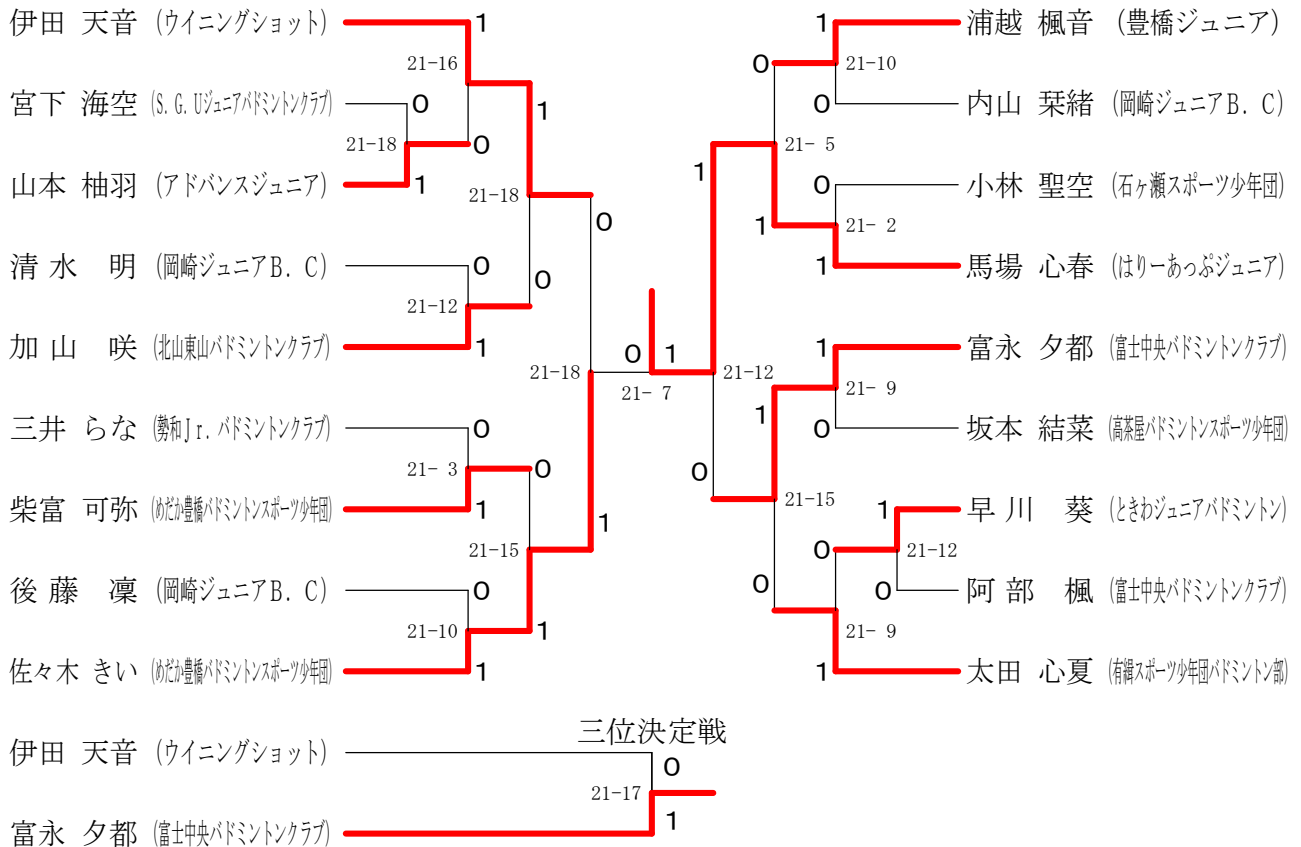 伊田 天音 (ウイニングショット)
1
21-16
宮下 海空 (S. G. Uジュニアバドミントンクラブ)
0
1
21-18
0
山本 柚羽 (アドバンスジュニア)
1
21-18
0
清水 明 (岡崎ジュニアB. C)
0
0
21-12
加山 咲 (北山東山バドミントンクラブ)
1
21-18
三井 らな (勢和Jr. バドミントンクラブ)
0
21- 3
0
柴富 可弥 (めだか豊橋バドミントンスポーツ少年団)
1
1
21-15
後藤 凜 (岡崎ジュニアB. C)
0
21-10
1
佐々木 きい (めだか豊橋バドミントンスポーツ少年団)
1
0
1
21- 7
1
浦越 楓音 (豊橋ジュニア)
0
21-10
0
内山 栞緒 (岡崎ジュニアB. C)
1
21- 5
0
小林 聖空 (石ヶ瀬スポーツ少年団)
1
21- 2
1
馬場 心春 (はりーあっぷジュニア)
21-12
1
富永 夕都 (富士中央バドミントンクラブ)
21- 9
1
0
坂本 結菜 (高茶屋バドミントンスポーツ少年団)
0
21-15
1
早川 葵 (ときわジュニアバドミントン)
0
21-12
0
0
阿部 楓 (富士中央バドミントンクラブ)
21- 9
1
太田 心夏 (有緝スポーツ少年団バドミントン部)
三位決定戦
伊田 天音 (ウイニングショット)
0
21-17
1
富永 夕都 (富士中央バドミントンクラブ)